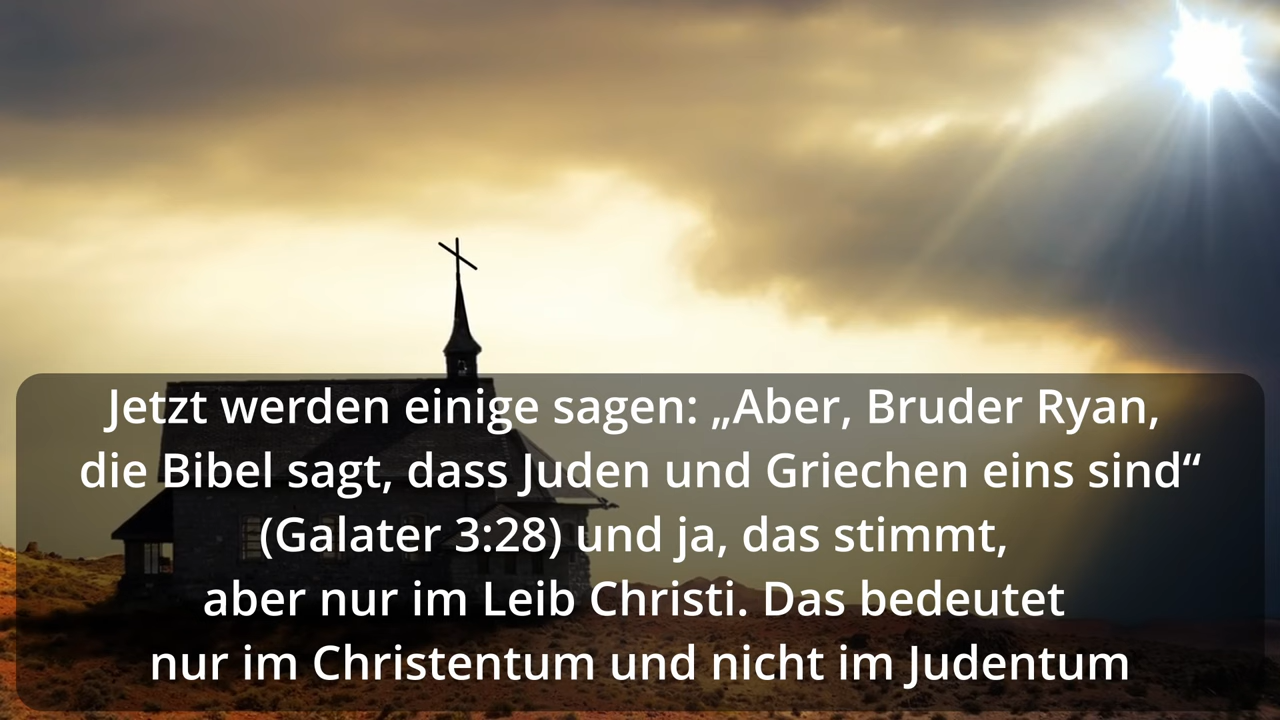 Jetzt werden einige sagen: „Aber, Bruder Ryan,
die Bibel sagt, dass Juden und Griechen eins sind“
(Galater 3:28) und ja, das stimmt,
aber nur im Leib Christi. Das bedeutet
nur im Christentum und nicht im Judentum